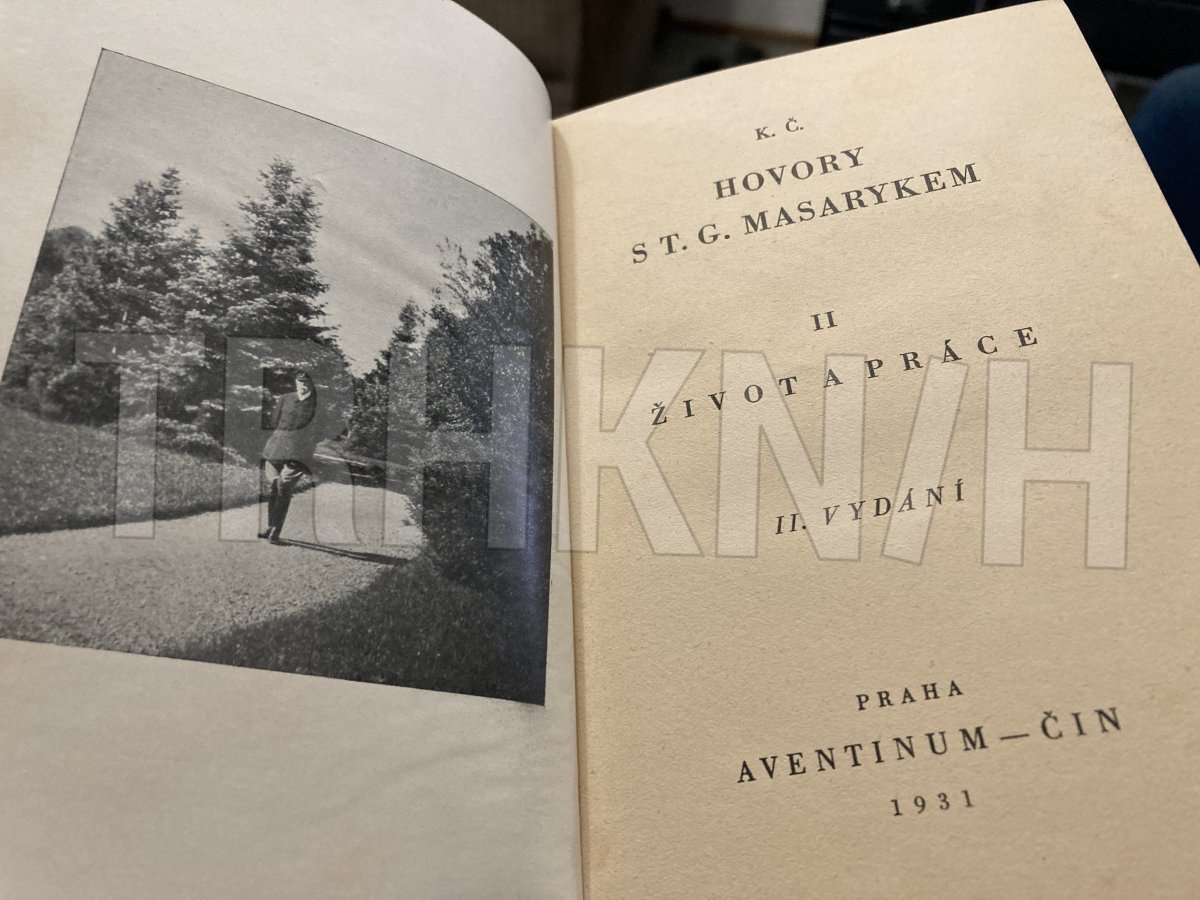 K. Č.
HOVORY
S T. G. MASARYKEM
II
ŽIVOT A PRÁCE
II. VYDÁNÍ
PRAHA
AVENTINUM — ČIN
1931
TRHKNIH